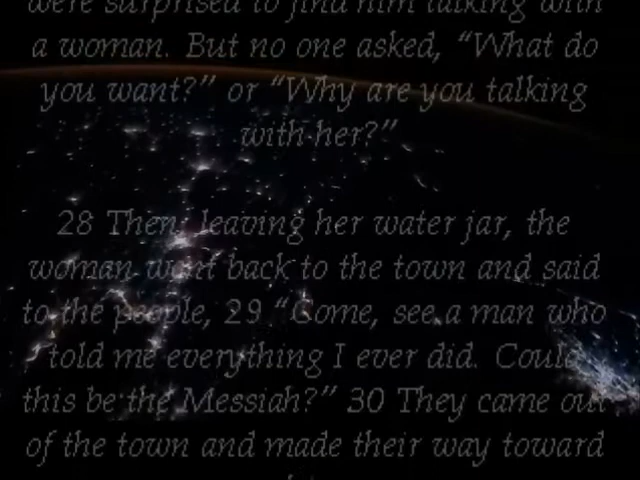 were surprised to find him talking with
a woman. But no one asked, “What do
you want?” or “Why are you talking
with her?”
28 Then, leaving her water jar, the
woman went back to the town and said
to the people, 29 “Come, see a man who
told me everything I ever did. Could
this be the Messiah?” 30 They came out
of the town and made their way toward